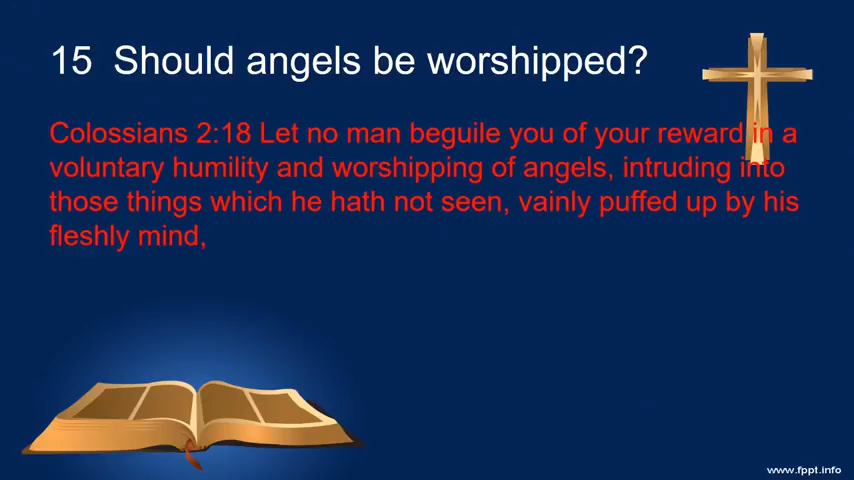 15 Should angels be worshipped?
Colossians 2:18 Let no man beguile you of your reward in a
voluntary humility and worshipping of angels, intruding into
those things which he hath not seen, vainly puffed up by his
fleshly mind,
www.fppt.info